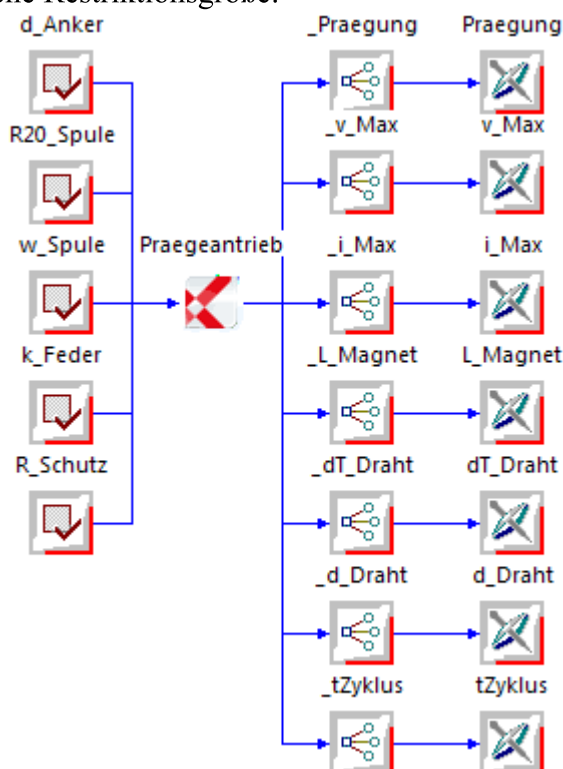 Restriktionsgröße.
d_Anker
_Praegung
Praegung
R20_Spule
_v_Max
v_Max
w_Spule
Praegeantrieb
_i_Max
i_Max
k_Feder
_L_Magnet
L_Magnet
R_Schutz
_dT_Draht
dT_Draht
_d_Draht
d_Draht
_tZyklus
tZyklus